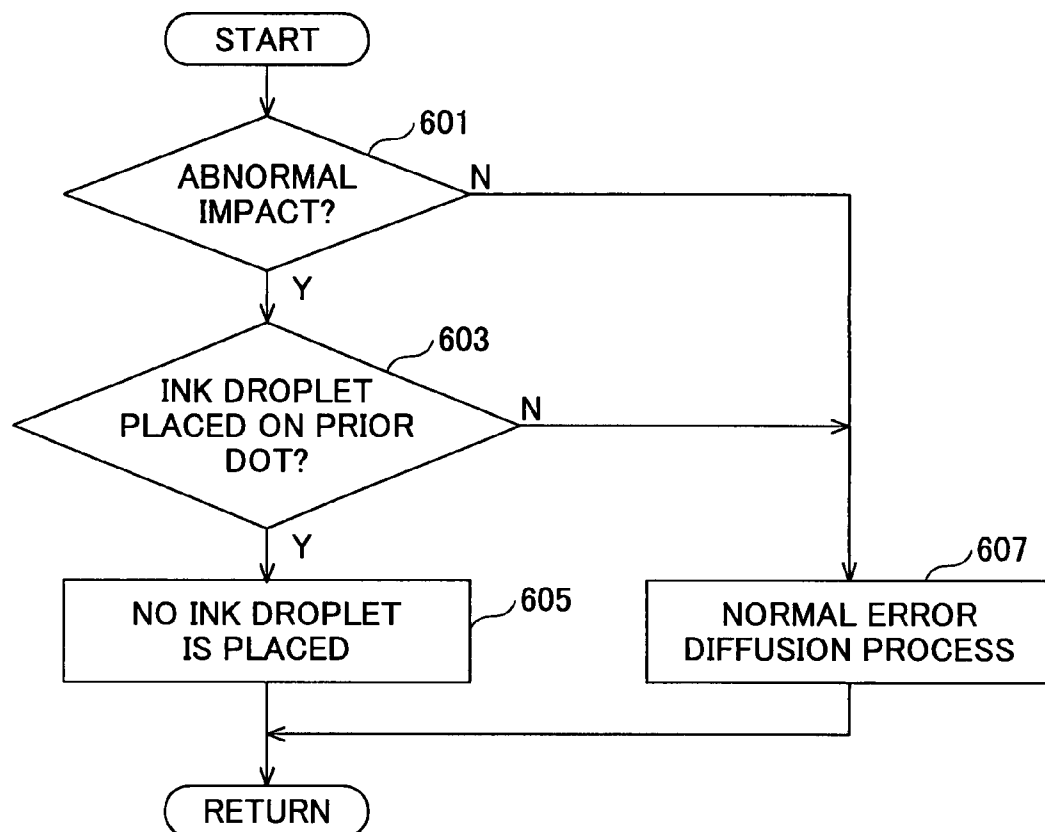 START
601
ABNORMAL
IMPACT?
N
Y
603
INK DROPLET
PLACED ON PRIOR
DOT?
N
Y
605
NO INK DROPLET
IS PLACED
607
NORMAL ERROR
DIFFUSION PROCESS
RETURN